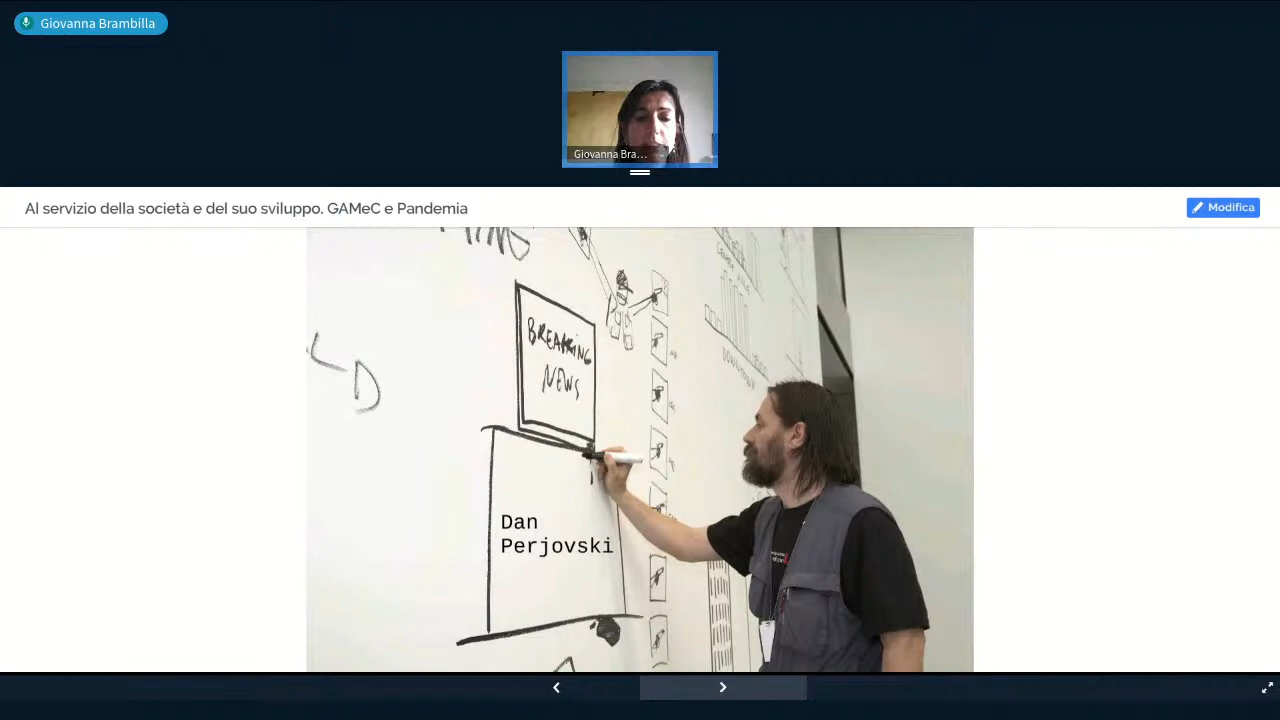 Giovanna Brambilla
Giovanna Bra...
Al servizio della società e del suo sviluppo. GAMeC e Pandemia
Modifica
BREAKING
NEWS
D
Dan
Perjovski